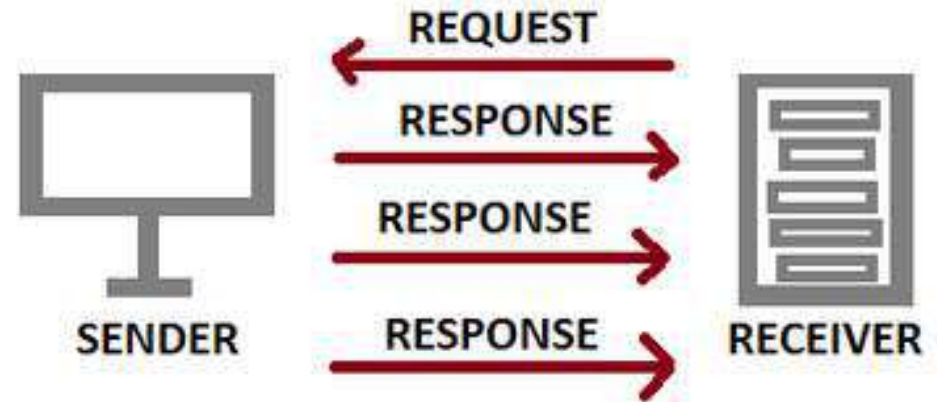 REQUEST
RESPONSE
RESPONSE
RESPONSE
SENDER
RECEIVER